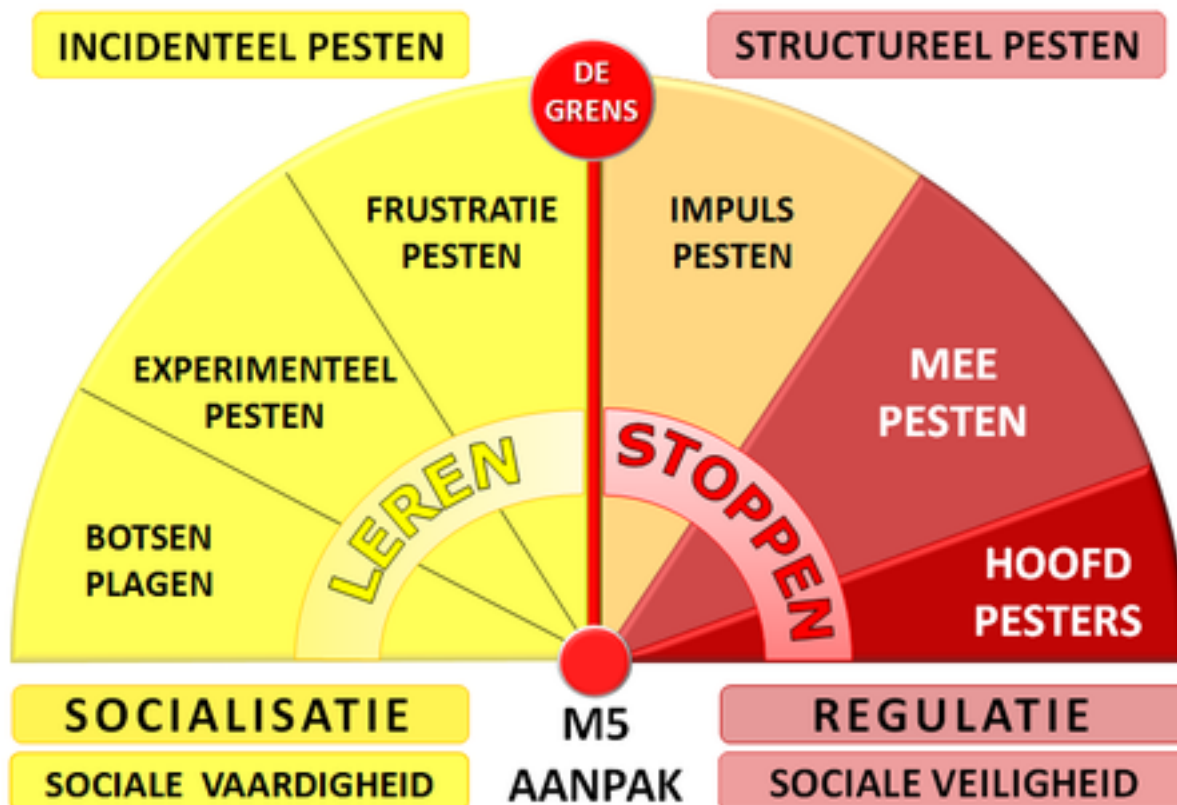 INCIDENTEEL PESTEN
STRUCTUREEL PESTEN
DE
GRENS
FRUSTRATIE
PESTEN
IMPULS
PESTEN
EXPERIMENTEEL
PESTEN
MEE
PESTEN
BOTSEN
PLAGEN
HOOFD
PESTERS
LEREN
STOPPEN
SOCIALISATIE
M5
REGULATIE
SOCIALE VAARDIGHEID
AANPAK
SOCIALE VEILIGHEID